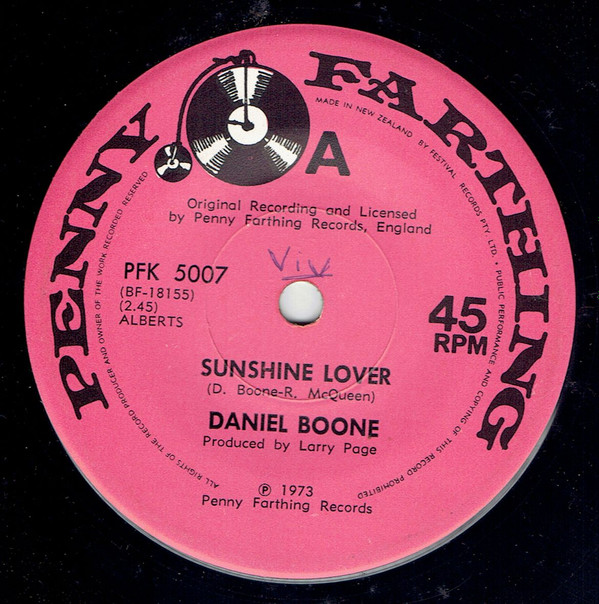 PENNY FARTHING
A
MADE IN NEW ZEALAND BY FESTIVAL RECORDS PTY. LTD. • PUBLIC PERFORMANCE AND COPYING OF THIS RECORD PROHIBITED
ALL RIGHTS OF THE RECORD PRODUCER AND OWNER OF THE WORK RECORDED RESERVED
Original Recording and Licensed
by Penny Farthing Records, England
Viv
PFK 5007
(BF-18155)
(2.45)
ALBERTS
45
RPM
SUNSHINE LOVER
(D. Boone-R. McQueen)
DANIEL BOONE
Produced by Larry Page
℗ 1973
Penny Farthing Records